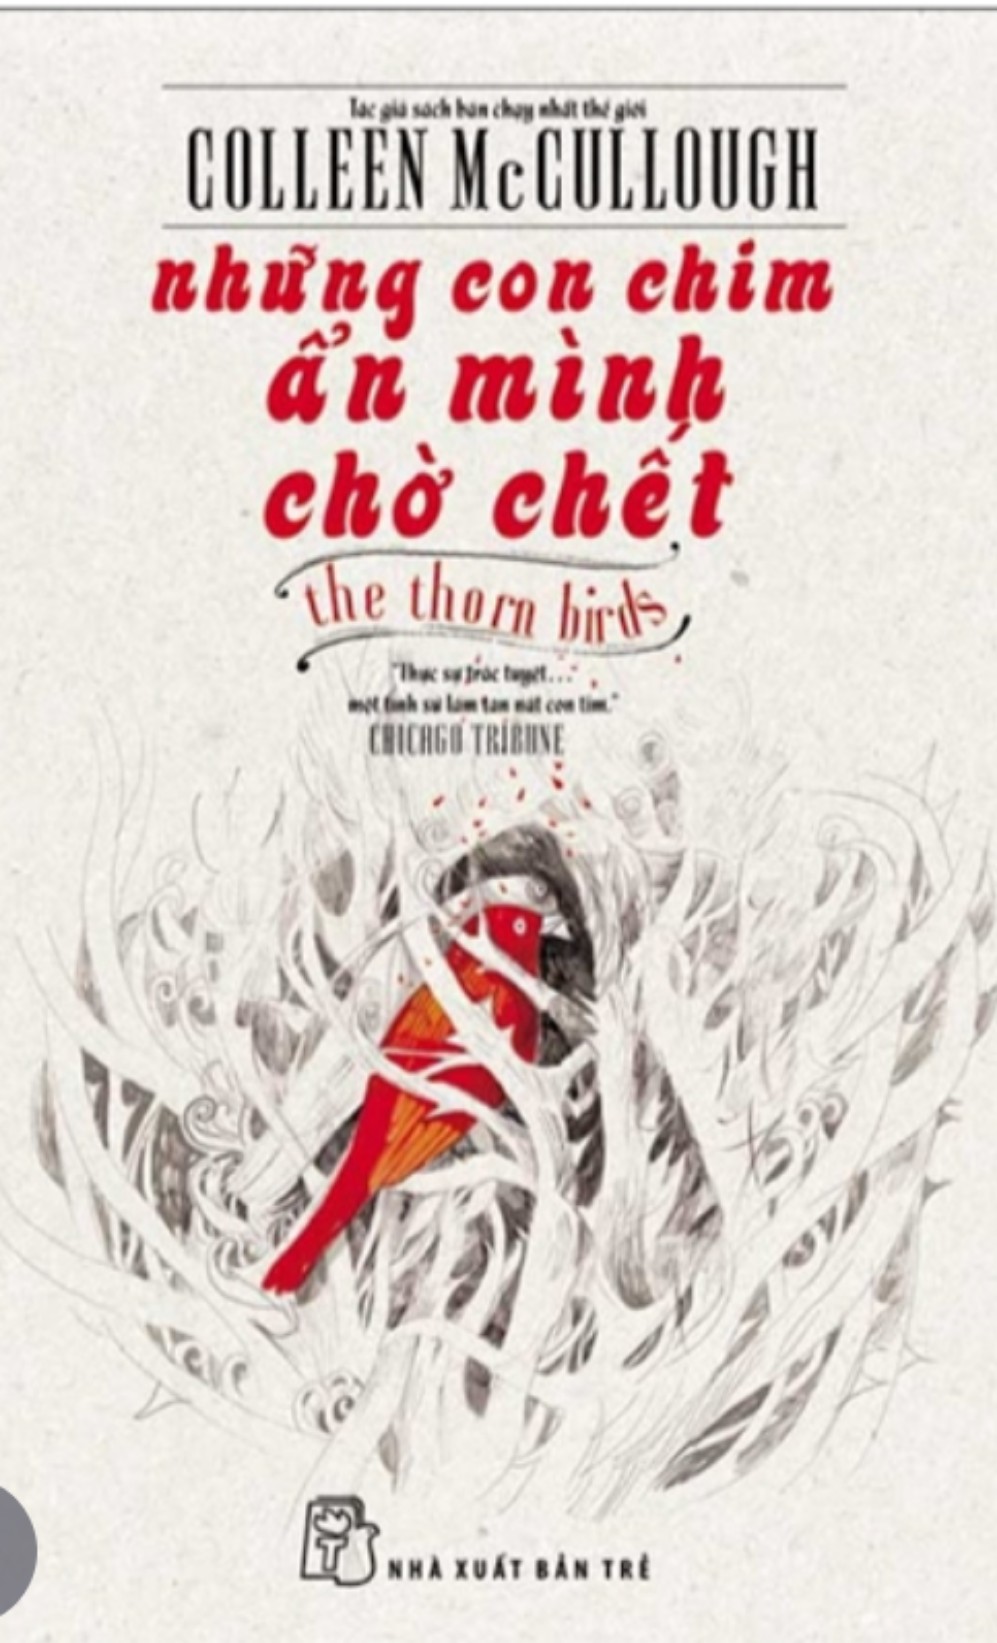 Tác giả sách bán chạy nhất thế giới
COLLEEN McCULLOUGH
những con chim
ẩn mình
chờ chết
the thorn birds
"Thực sự trác tuyệt...
một tình sử làm tan nát con tim."
CHICAGO TRIBUNE
NHÀ XUẤT BẢN TRẺ